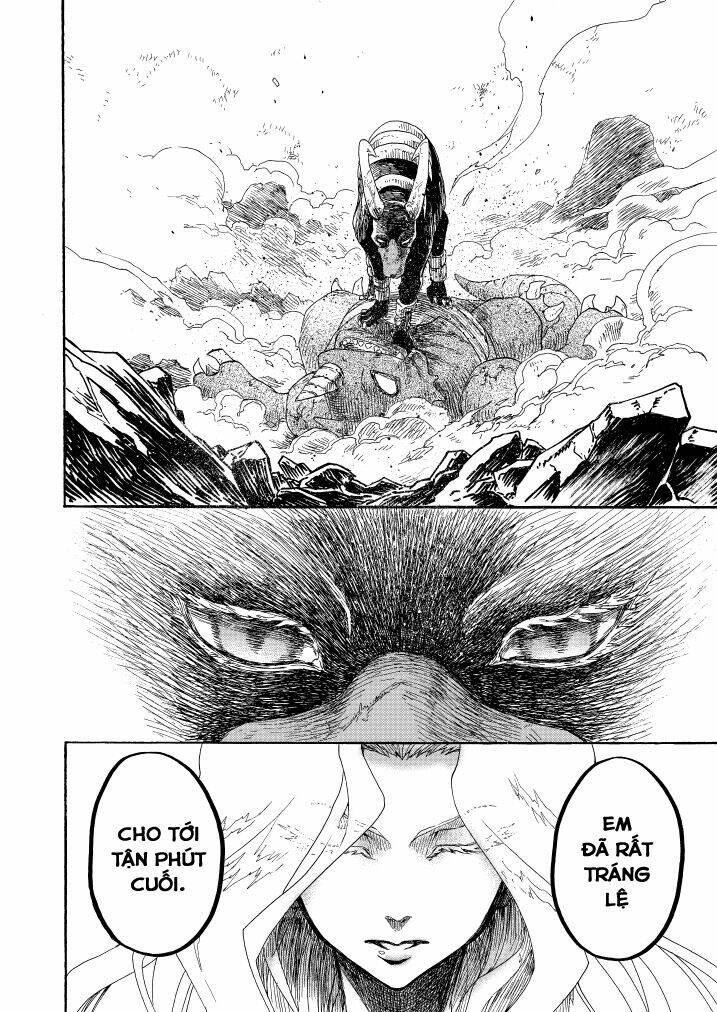 EM
ĐÃ RẤT
TRÁNG
LỆ
CHO TỚI
TẬN PHÚT
CUỐI.